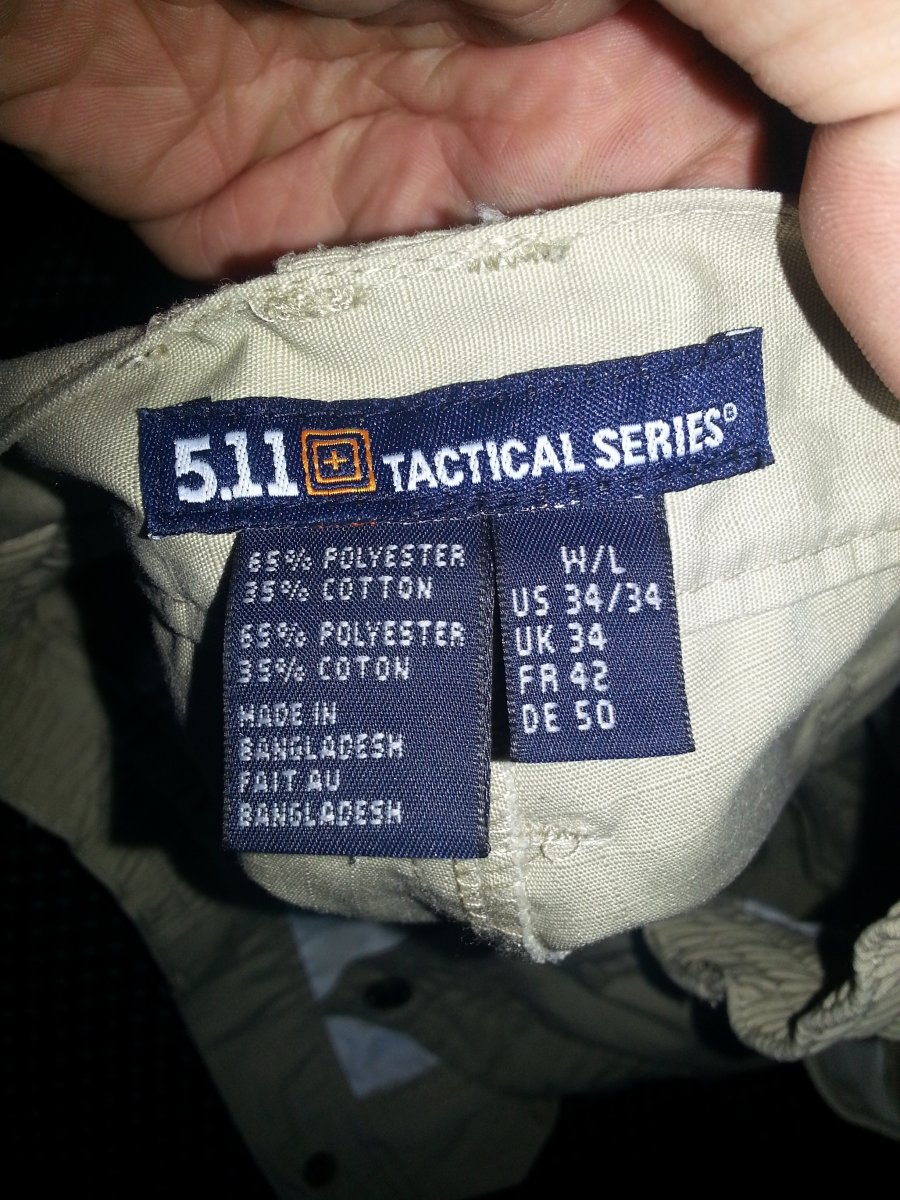 5.11 TACTICAL SERIES®
65% POLYESTER
35% COTTON
65% POLYESTER
35% COTON
MADE IN
BANGLADESH
FAIT AU
BANGLADESH
W/L
US 34/34
UK 34
FR 42
DE 50